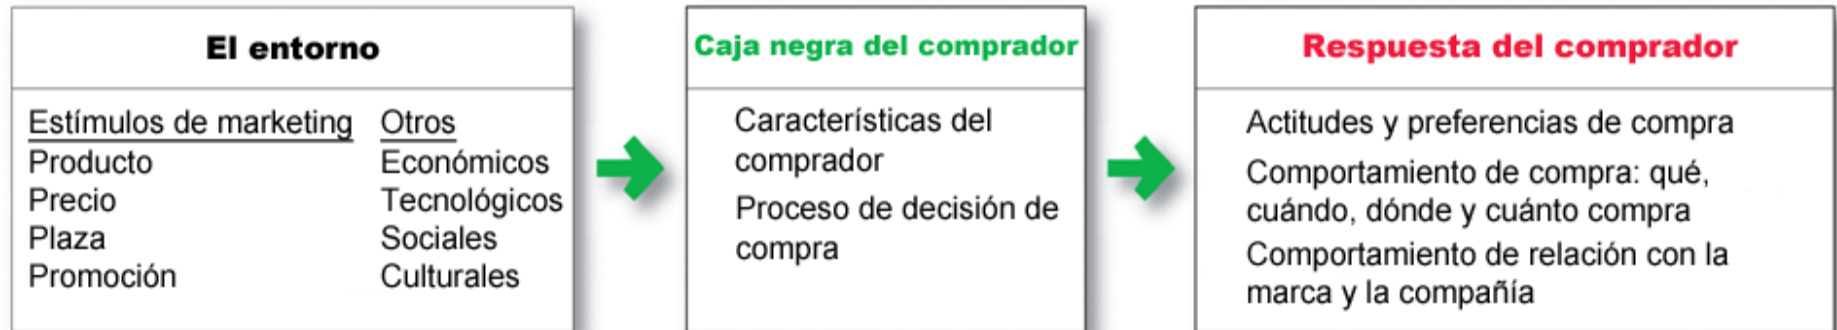 El entorno
Estímulos de marketing Otros
Producto Económicos
Precio Tecnológicos
Plaza Sociales
Promoción Culturales
Caja negra del comprador
Características del
comprador
Proceso de decisión de
compra
Respuesta del comprador
Actitudes y preferencias de compra
Comportamiento de compra: qué,
cuándo, dónde y cuánto compra
Comportamiento de relación con la
marca y la compañía